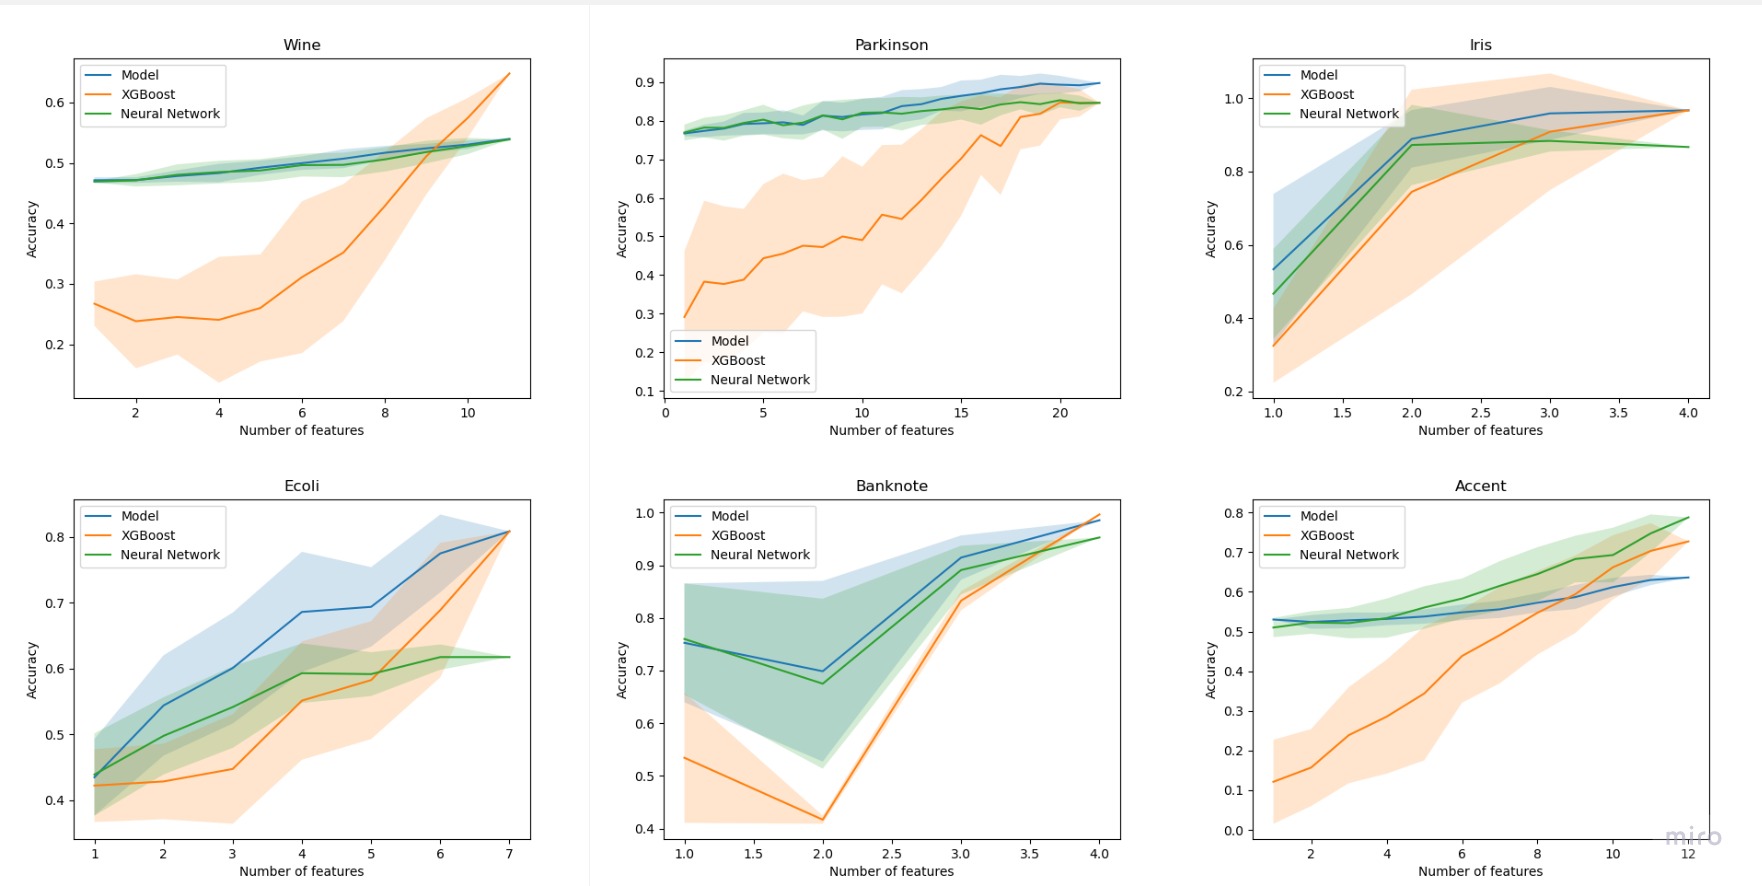 Wine
Model
XGBoost
Neural Network
0.6
0.5
0.4
0.3
0.2
Accuracy
2 4 6 8 10
Number of features
Parkinson
0.9
0.8
0.7
0.6
0.5
0.4
0.3
0.2
0.1
Accuracy
Model
XGBoost
Neural Network
0 5 10 15 20
Number of features
Iris
Model
XGBoost
Neural Network
1.0
0.8
0.6
0.4
0.2
Accuracy
1.0 1.5 2.0 2.5 3.0 3.5 4.0
Number of features
Ecoli
Model
XGBoost
Neural Network
0.8
0.7
0.6
0.5
0.4
Accuracy
1 2 3 4 5 6 7
Number of features
Banknote
Model
XGBoost
Neural Network
1.0
0.9
0.8
0.7
0.6
0.5
0.4
Accuracy
1.0 1.5 2.0 2.5 3.0 3.5 4.0
Number of features
Accent
Model
XGBoost
Neural Network
0.8
0.7
0.6
0.5
0.4
0.3
0.2
0.1
0.0
Accuracy
2 4 6 8 10 12
Number of features
miro